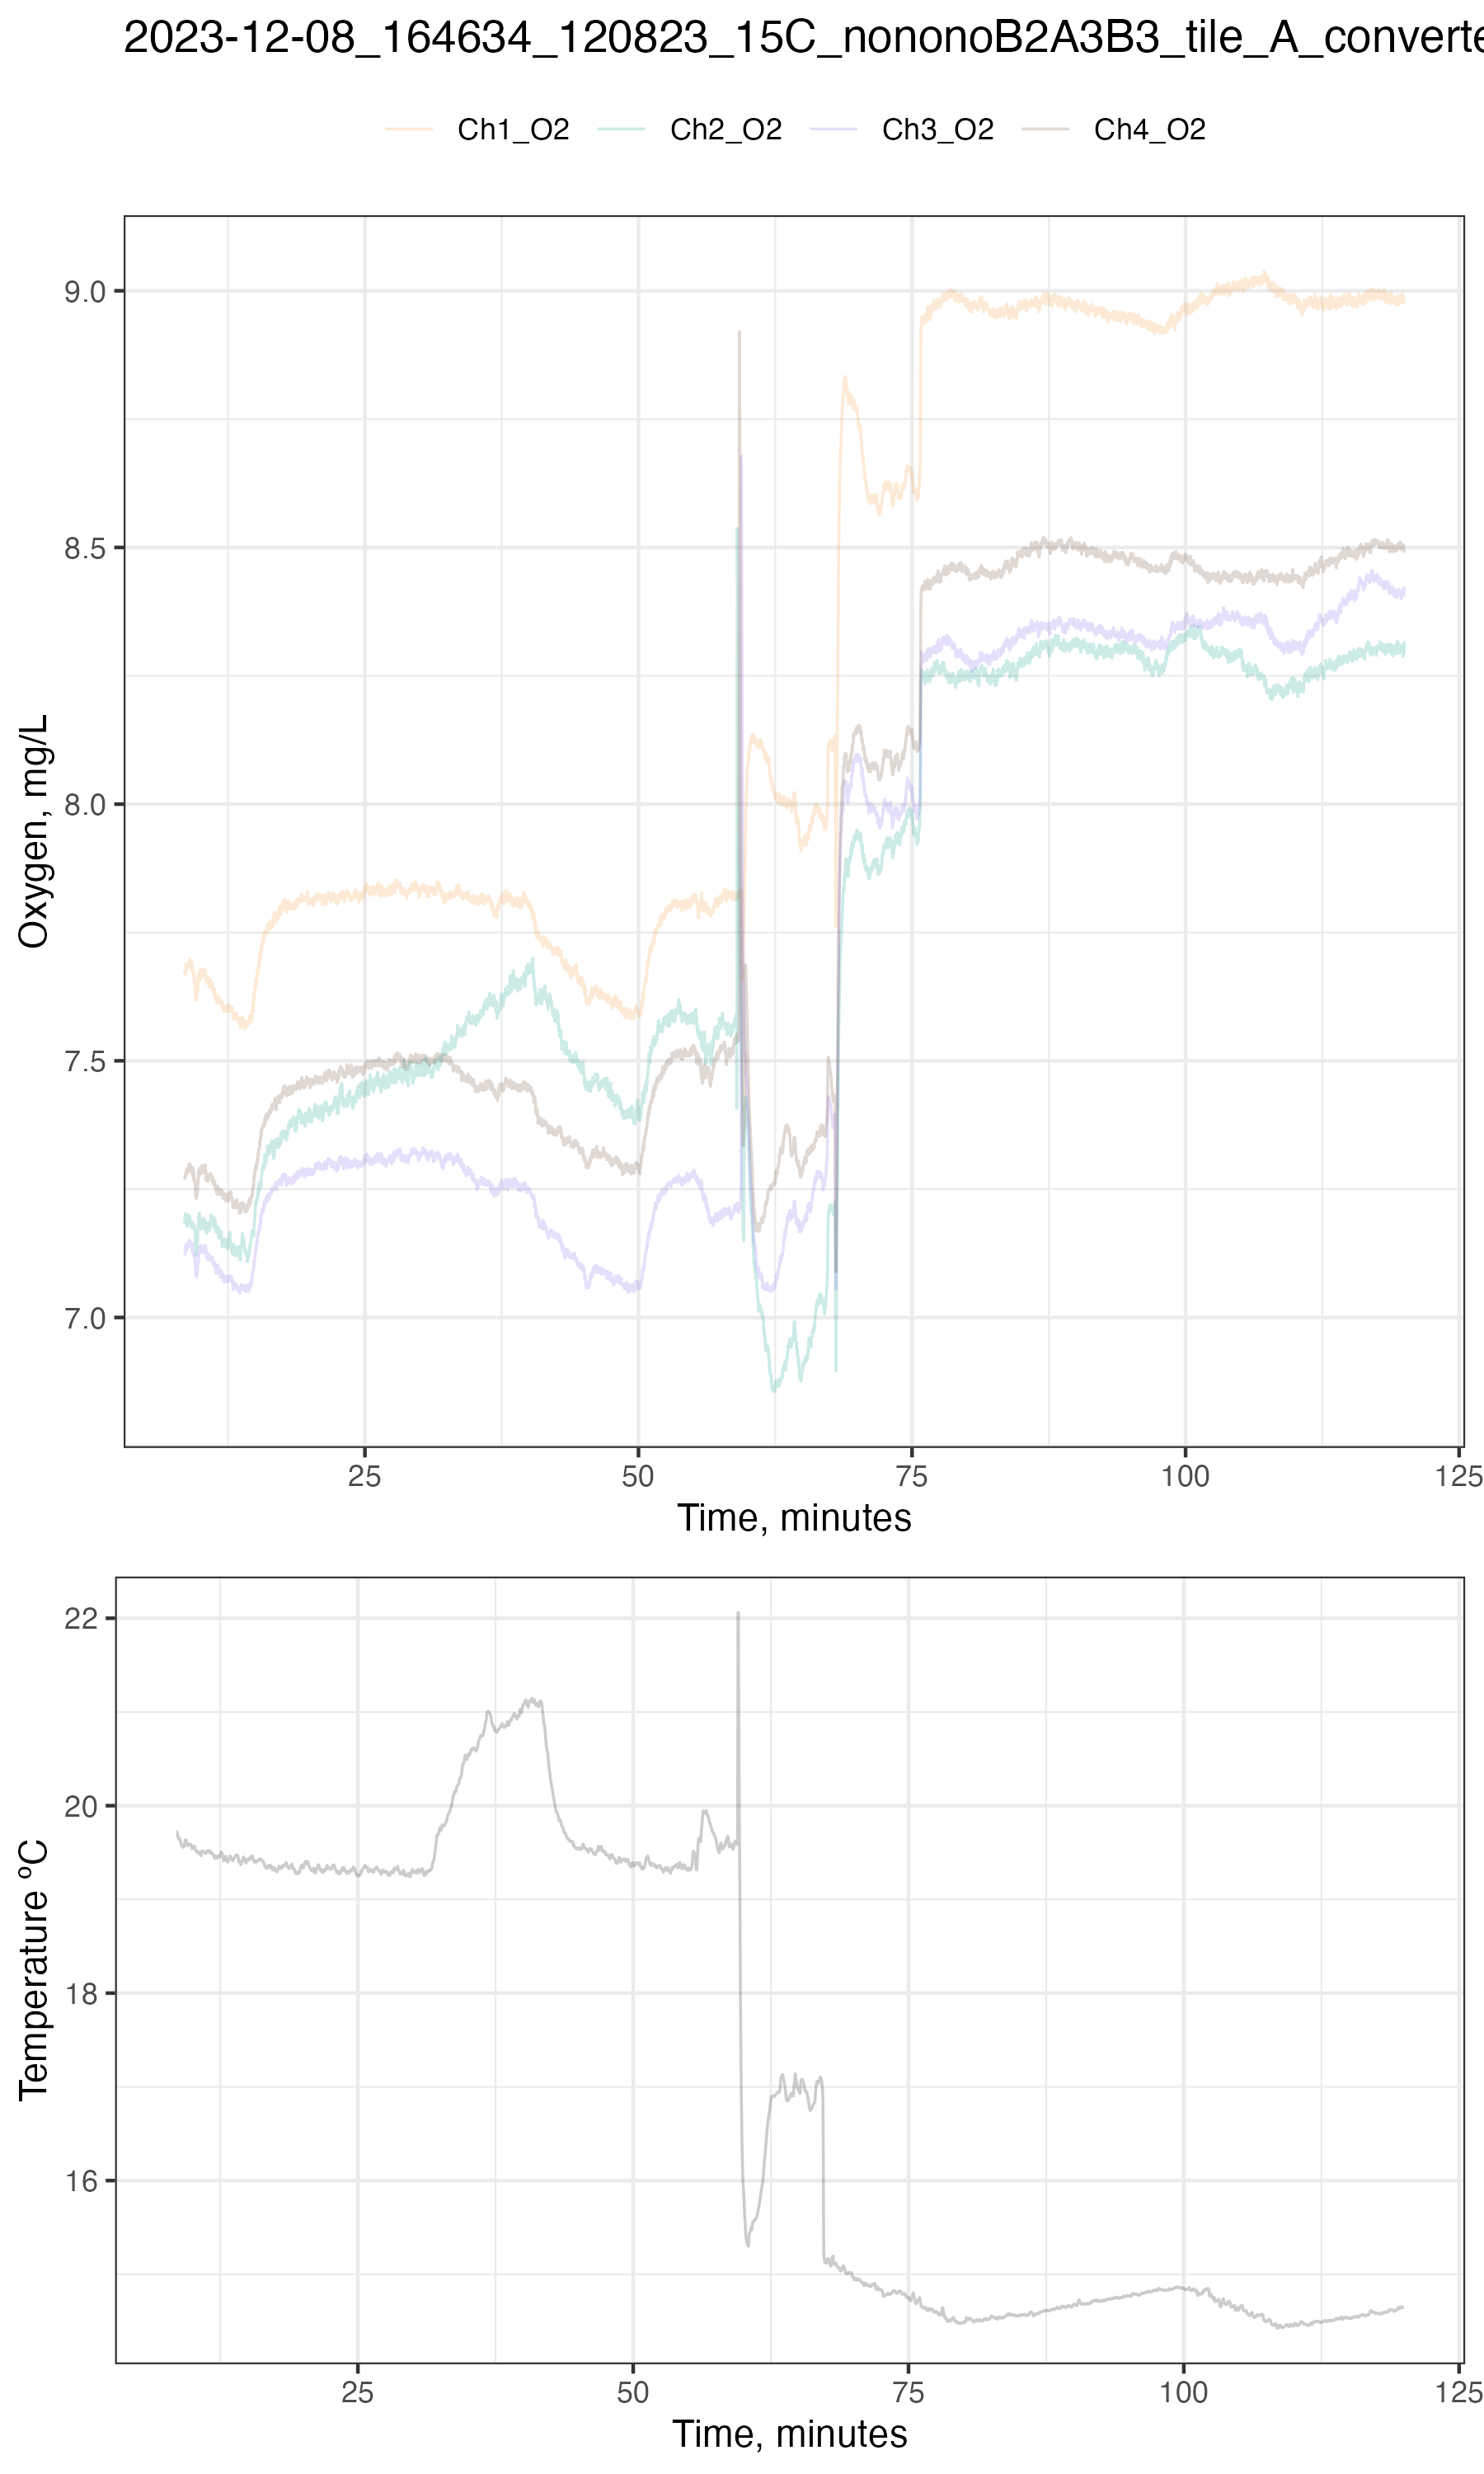 2023-12-08_164634_120823_15C_nononoB2A3B3_tile_A_converte
Ch1_O2 Ch2_O2 Ch3_O2 Ch4_O2
9.0
8.5
8.0
7.5
7.0
Oxygen, mg/L
25 50 75 100 125
Time, minutes
22
20
18
16
Temperature ºC
25 50 75 100 125
Time, minutes